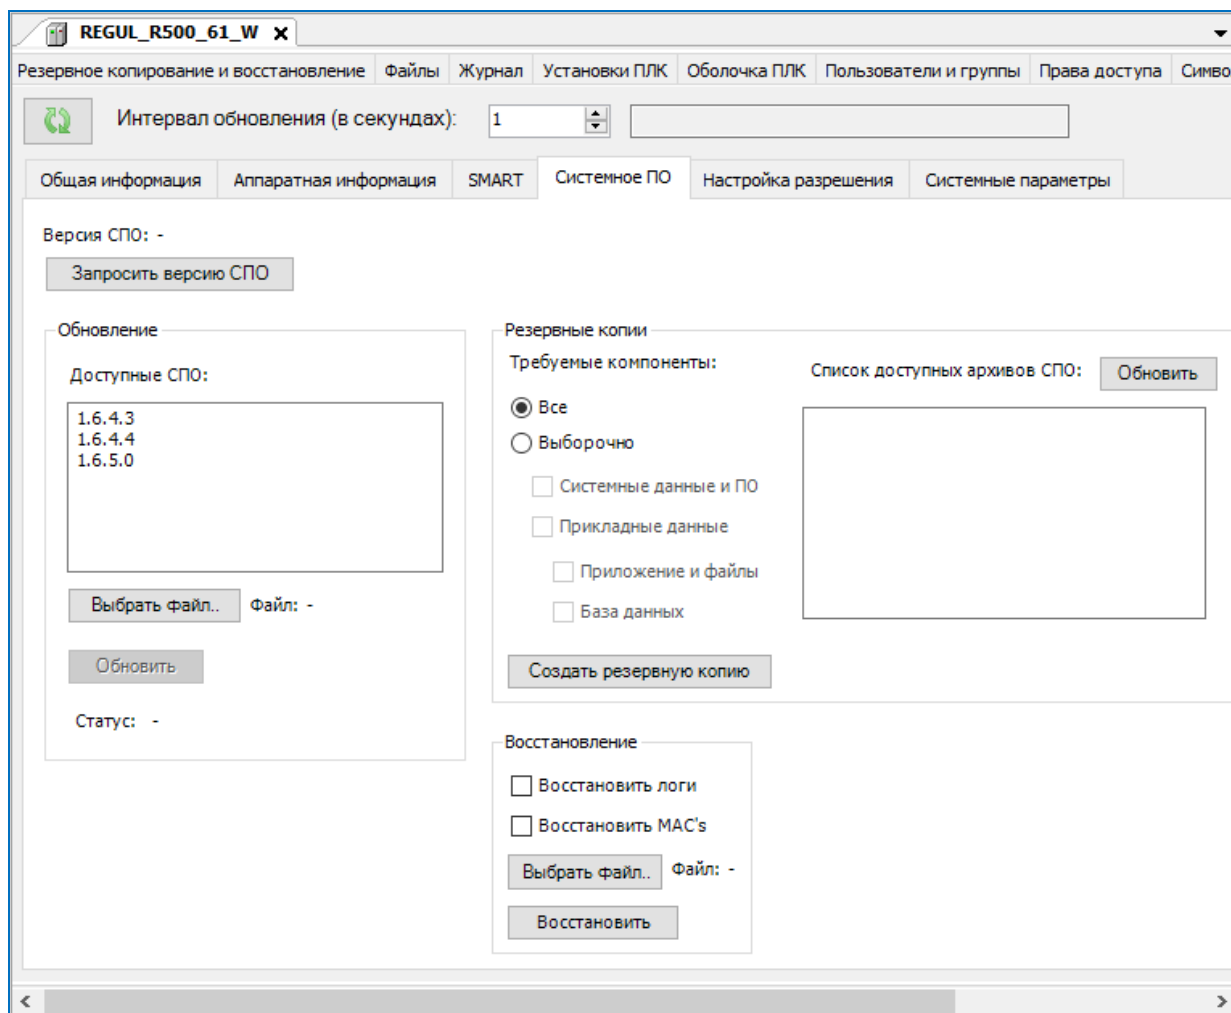 REGUL_R500_61_W
Резервное копирование и восстановление Файлы Журнал Установки ПЛК Оболочка ПЛК Пользователи и группы Права доступа Симво
Интервал обновления (в секундах): 1
Общая информация Аппаратная информация SMART Системное ПО Настройка разрешения Системные параметры
Версия СПО: -
Запросить версию СПО
Обновление
Доступные СПО:
1.6.4.3
1.6.4.4
1.6.5.0
Выбрать файл.. Файл: -
Обновить
Статус: -
Резервные копии
Требуемые компоненты:
Все
Выборочно
Системные данные и ПО
Прикладные данные
Приложение и файлы
База данных
Список доступных архивов СПО: Обновить
Создать резервную копию
Восстановление
Восстановить логи
Восстановить MAC's
Выбрать файл.. Файл: -
Восстановить